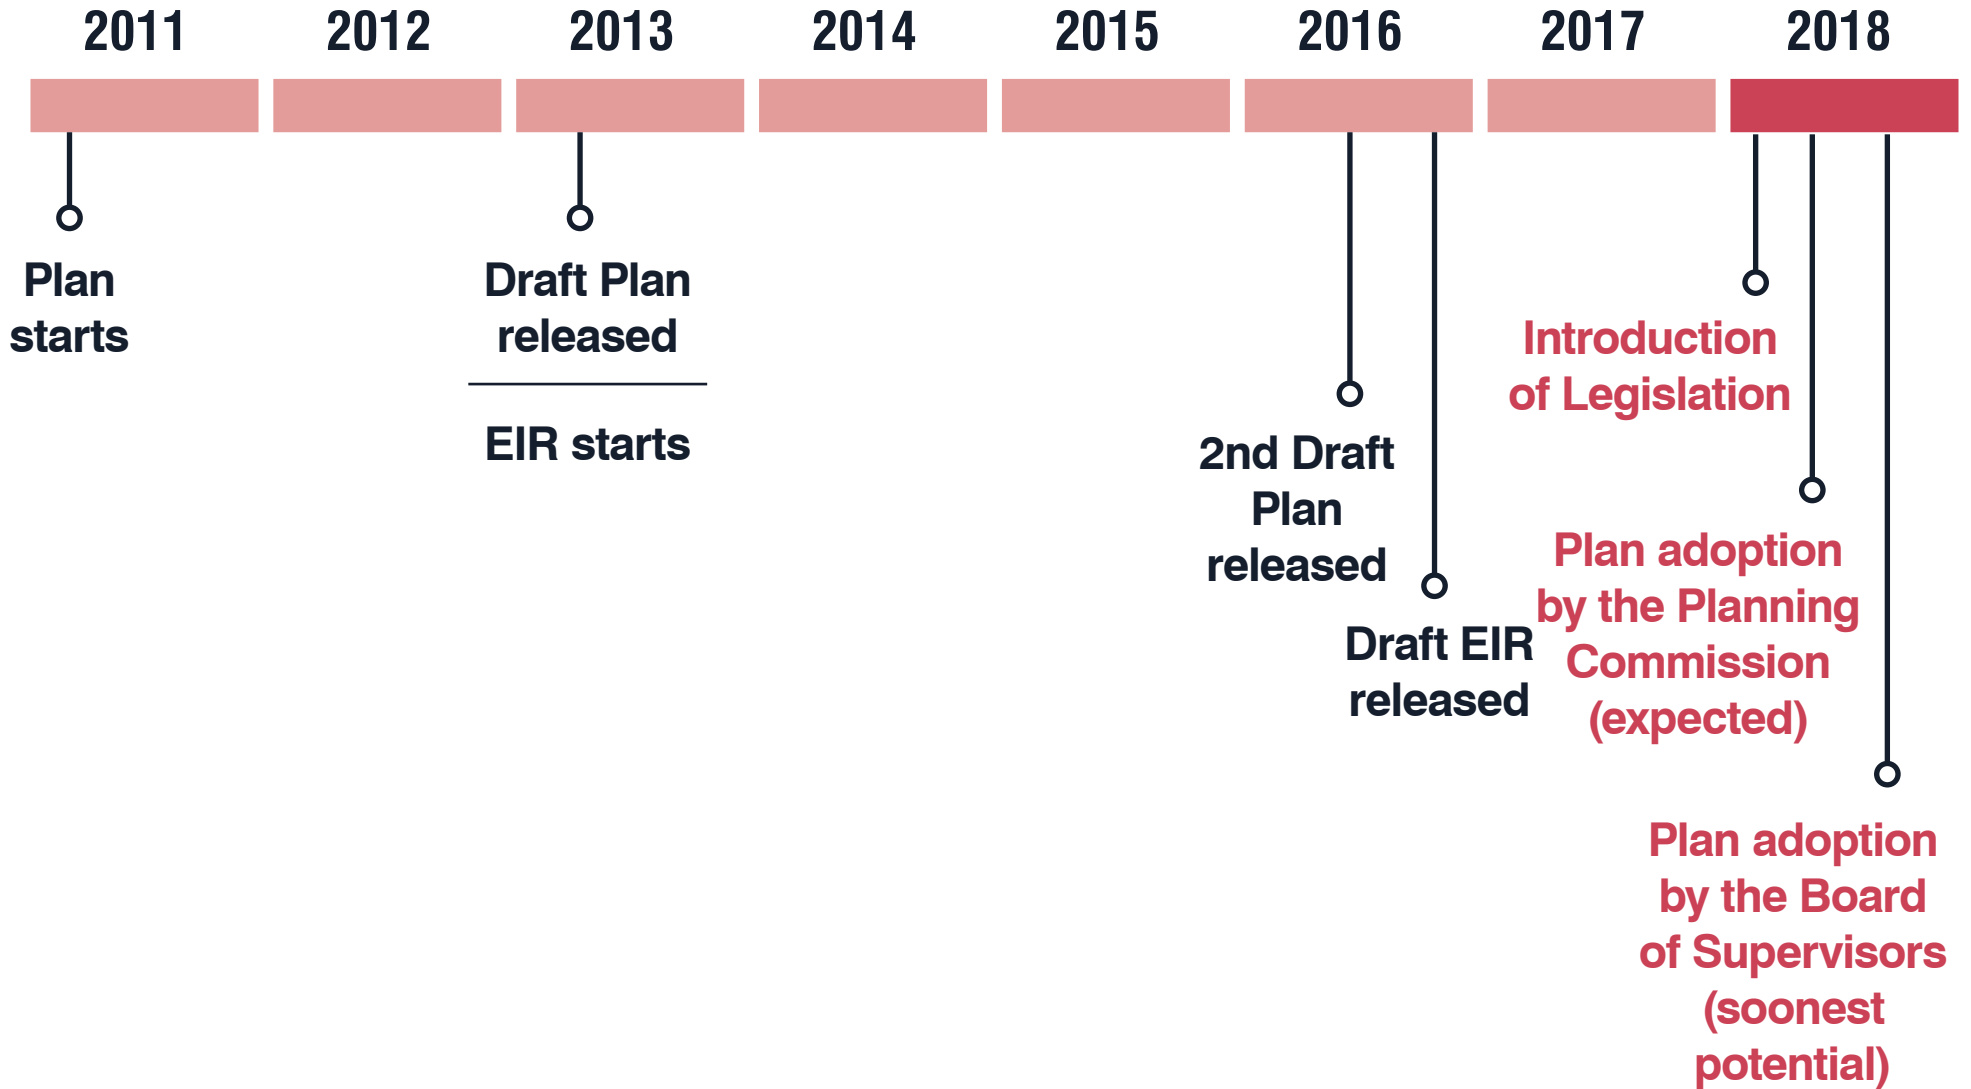 2011 2012 2013 2014 2015 2016 2017 2018
Plan
starts
Draft Plan
released
EIR starts
2nd Draft
Plan
released
Draft EIR
released
Introduction
of Legislation
Plan adoption
by the Planning
Commission
(expected)
Plan adoption
by the Board
of Supervisors
(soonest
potential)